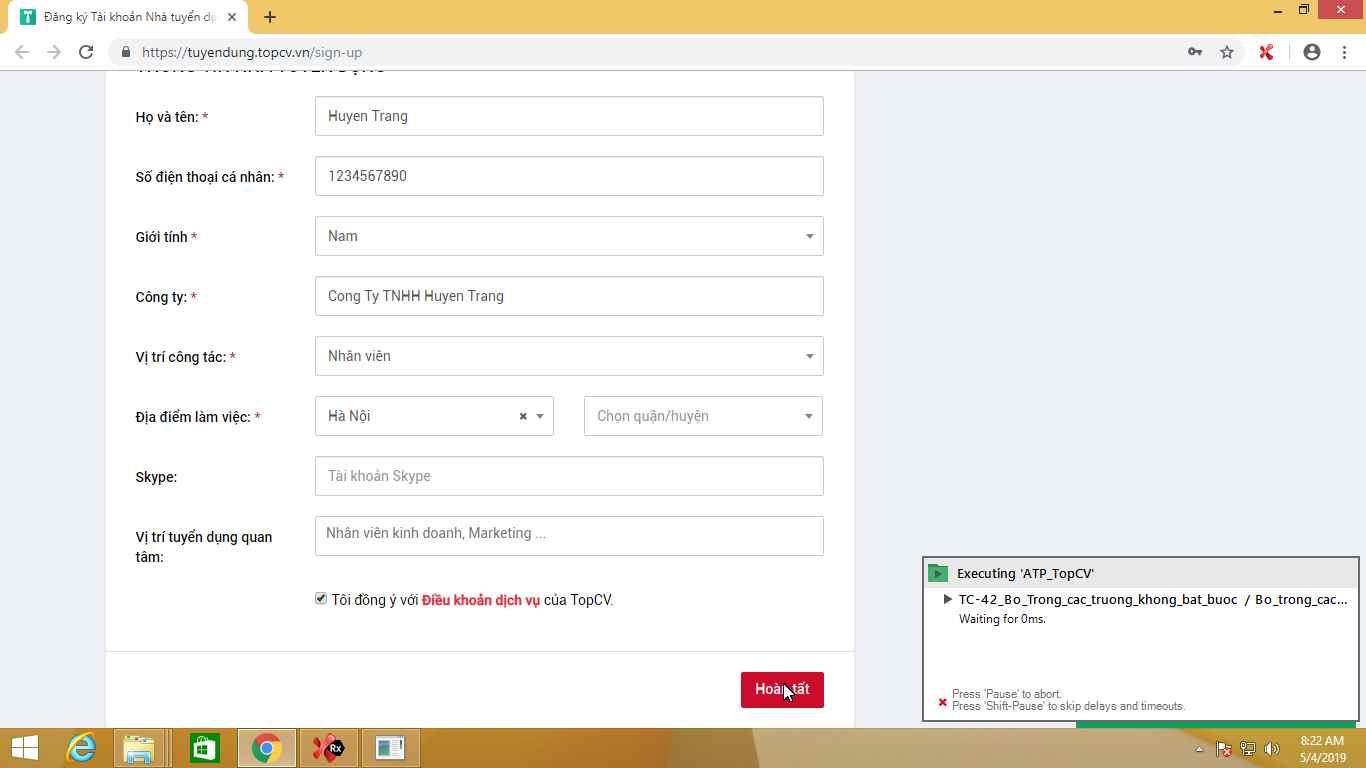 Đăng ký Tài khoản Nhà tuyển dụ
https://tuyendung.topcv.vn/sign-up
Họ và tên: *
Huyen Trang
Số điện thoại cá nhân: *
1234567890
Giới tính *
Nam
Công ty: *
Cong Ty TNHH Huyen Trang
Vị trí công tác: *
Nhân viên
Địa điểm làm việc: *
Hà Nội
Chọn quận/huyện
Skype:
Tài khoản Skype
Vị trí tuyển dụng quan
tâm:
Nhân viên kinh doanh, Marketing ...
Tôi đồng ý với Điều khoản dịch vụ của TopCV.
Hoàn tất
Executing 'ATP_TopCV'
TC-42_Bo_Trong_cac_truong_khong_bat_buoc / Bo_trong_cac...
Waiting for 0ms.
Press 'Pause' to abort.
Press 'Shift-Pause' to skip delays and timeouts.
Rx
8:22 AM
5/4/2019